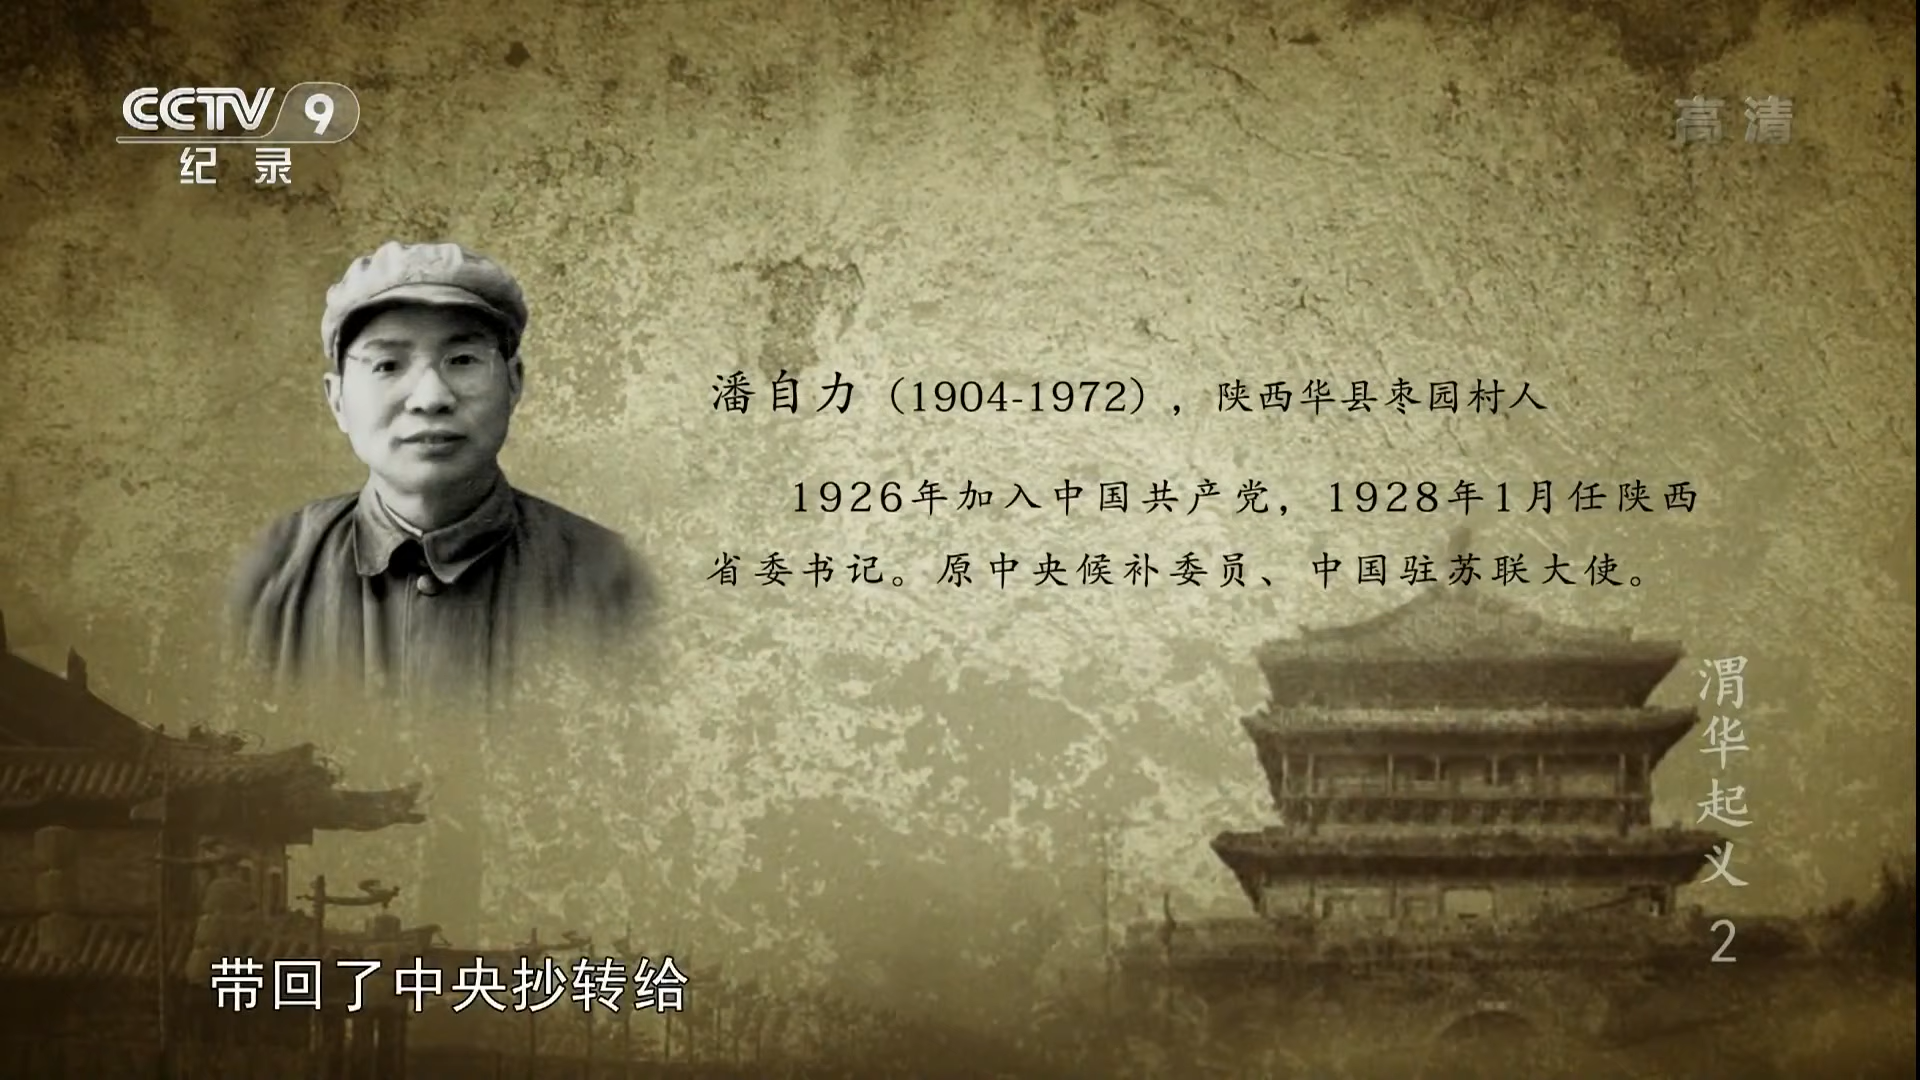 CCTV 9
纪录
高清
潘自力（1904-1972），陕西华县枣园村人
1926年加入中国共产党，1928年1月任陕西
省委书记。原中央候补委员、中国驻苏联大使。
渭华起义 2
带回了中央抄转给